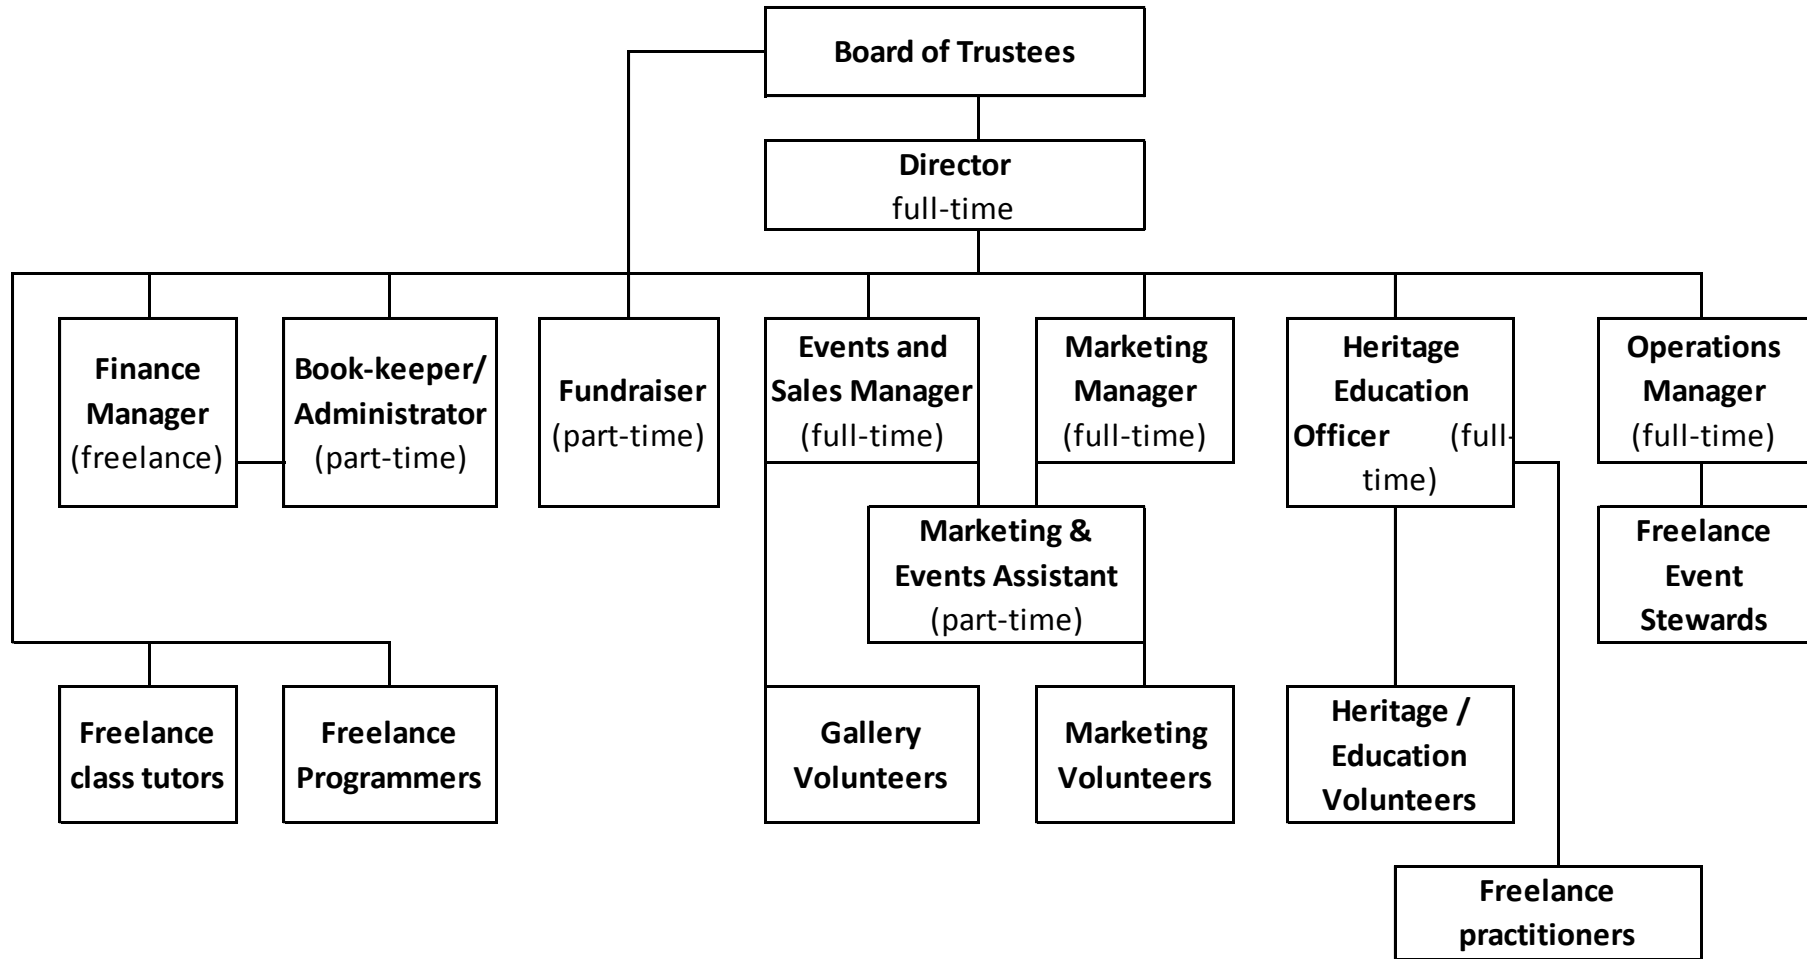 Board of Trustees
Director
full-time
Finance
Manager
(freelance)
Book-keeper/
Administrator
(part-time)
Fundraiser
(part-time)
Events and
Sales Manager
(full-time)
Marketing
Manager
(full-time)
Heritage
Education
Officer (full-
time)
Operations
Manager
(full-time)
Marketing &
Events Assistant
(part-time)
Freelance
Event
Stewards
Freelance
class tutors
Freelance
Programmers
Gallery
Volunteers
Marketing
Volunteers
Heritage /
Education
Volunteers
Freelance
practitioners